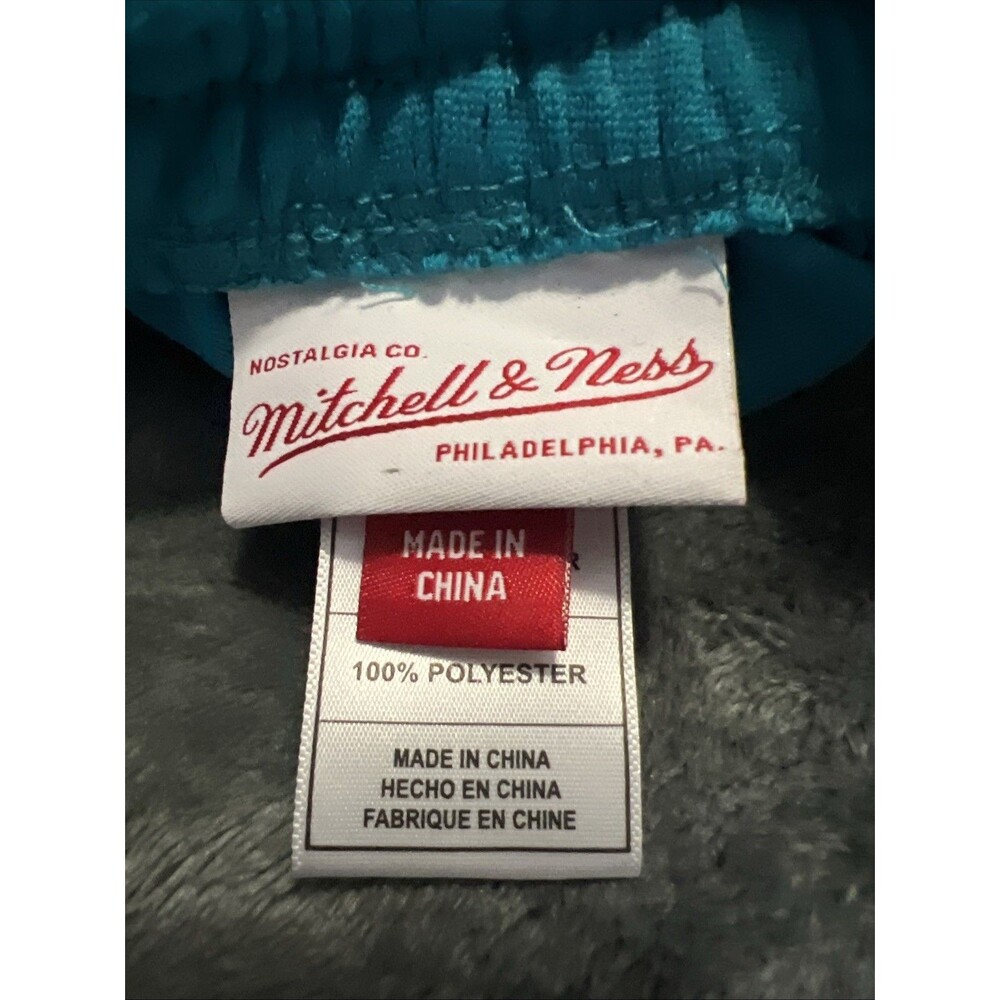 NOSTALGIA CO.
Mitchell & Ness
PHILADELPHIA, PA.
MADE IN
CHINA
100% POLYESTER
MADE IN CHINA
HECHO EN CHINA
FABRIQUE EN CHINE